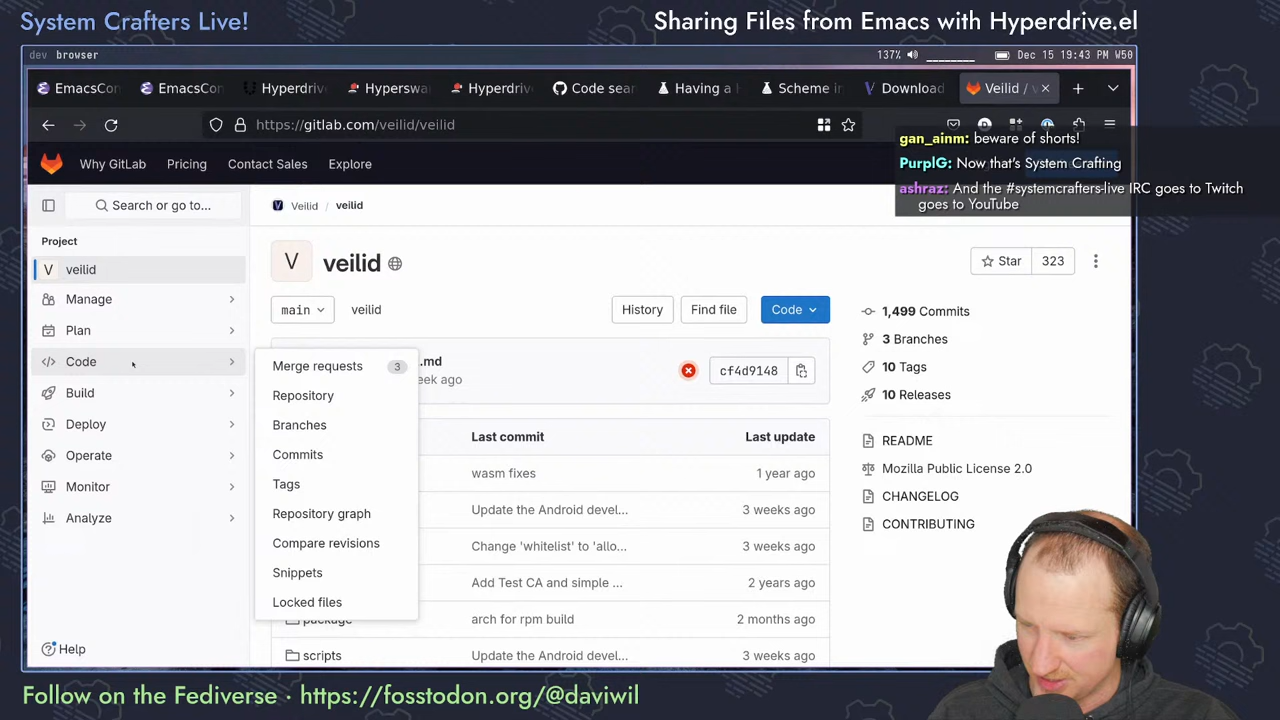 System Crafters Live!
Sharing Files from Emacs with Hyperdrive.el
dev browser
137%
Dec 15 19:43 PM W50
EmacsCon
EmacsCon
Hyperdriv
Hyperswa
Hyperdriv
Code sear
Having a
Scheme in
Download
Veilid /
https://gitlab.com/veilid/veilid
gan_ainm: beware of shorts!
PurplG: Now that's System Crafting
ashraz: And the #systemcrafters-live IRC goes to Twitch
goes to YouTube
Why GitLab
Pricing
Contact Sales
Explore
Search or go to...
Veilid / veilid
Project
V veilid
Manage
Plan
Code
Build
Deploy
Operate
Monitor
Analyze
Help
Merge requests 3
Repository
Branches
Commits
Tags
Repository graph
Compare revisions
Snippets
Locked files
V
veilid
Star 323
main
veilid
History
Find file
Code
.md
eek ago
cf4d9148
Last commit
Last update
wasm fixes
1 year ago
Update the Android devel...
3 weeks ago
Change 'whitelist' to 'allo...
3 weeks ago
Add Test CA and simple ...
2 years ago
package
arch for rpm build
2 months ago
scripts
Update the Android devel...
3 weeks ago
1,499 Commits
3 Branches
10 Tags
10 Releases
README
Mozilla Public License 2.0
CHANGELOG
CONTRIBUTING
Follow on the Fediverse · https://fosstodon.org/@daviwil